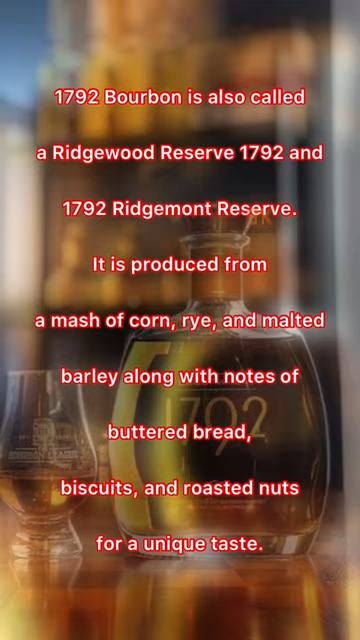 1792 Bourbon is also called
a Ridgewood Reserve 1792 and
1792 Ridgemont Reserve.
It is produced from
a mash of corn, rye, and malted
barley along with notes of
buttered bread,
1792
biscuits, and roasted nuts
for a unique taste.